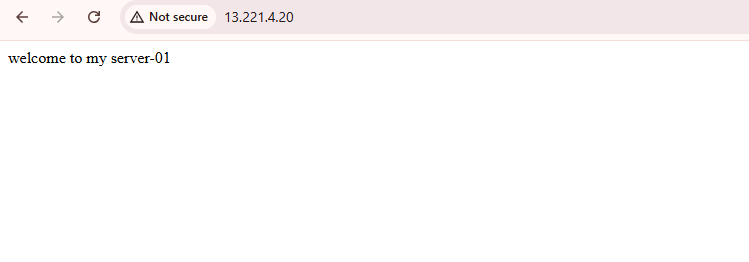 Not secure 13.221.4.20
welcome to my server-01